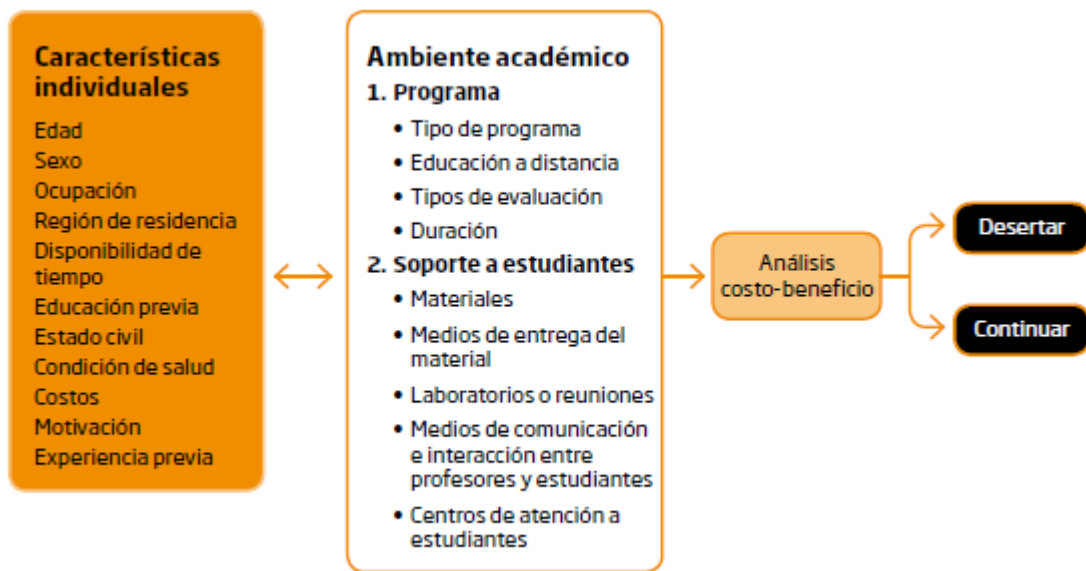 Características
individuales
Edad
Sexo
Ocupación
Región de residencia
Disponibilidad de
tiempo
Educación previa
Estado civil
Condición de salud
Costos
Motivación
Experiencia previa
Ambiente académico
1. Programa
• Tipo de programa
• Educación a distancia
• Tipos de evaluación
• Duración
2. Soporte a estudiantes
• Materiales
• Medios de entrega del
material
• Laboratorios o reuniones
• Medios de comunicación
e interacción entre
profesores y estudiantes
• Centros de atención a
estudiantes
Análisis
costo-beneficio
Desertar
Continuar